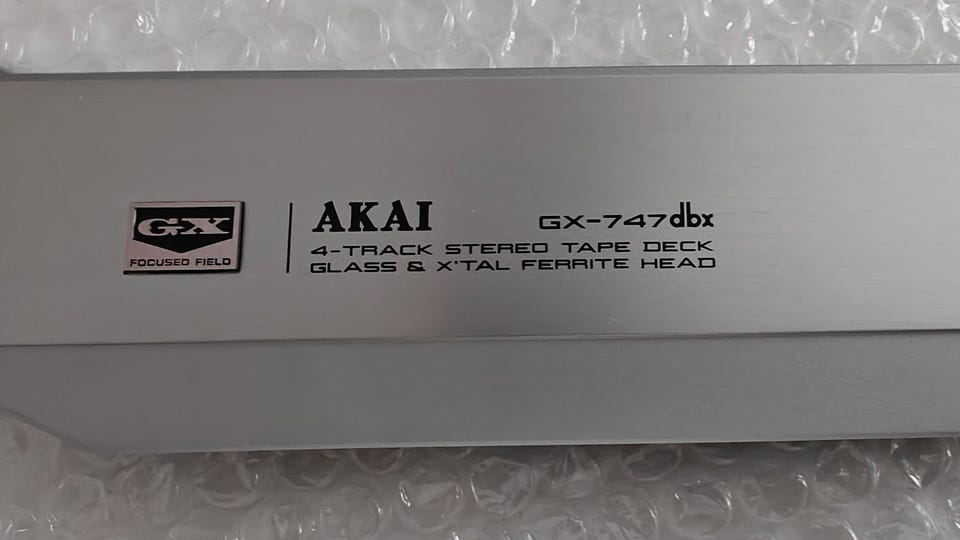 GX
FOCUSED FIELD
AKAI GX-747dbx
4-TRACK STEREO TAPE DECK
GLASS & X'TAL FERRITE HEAD